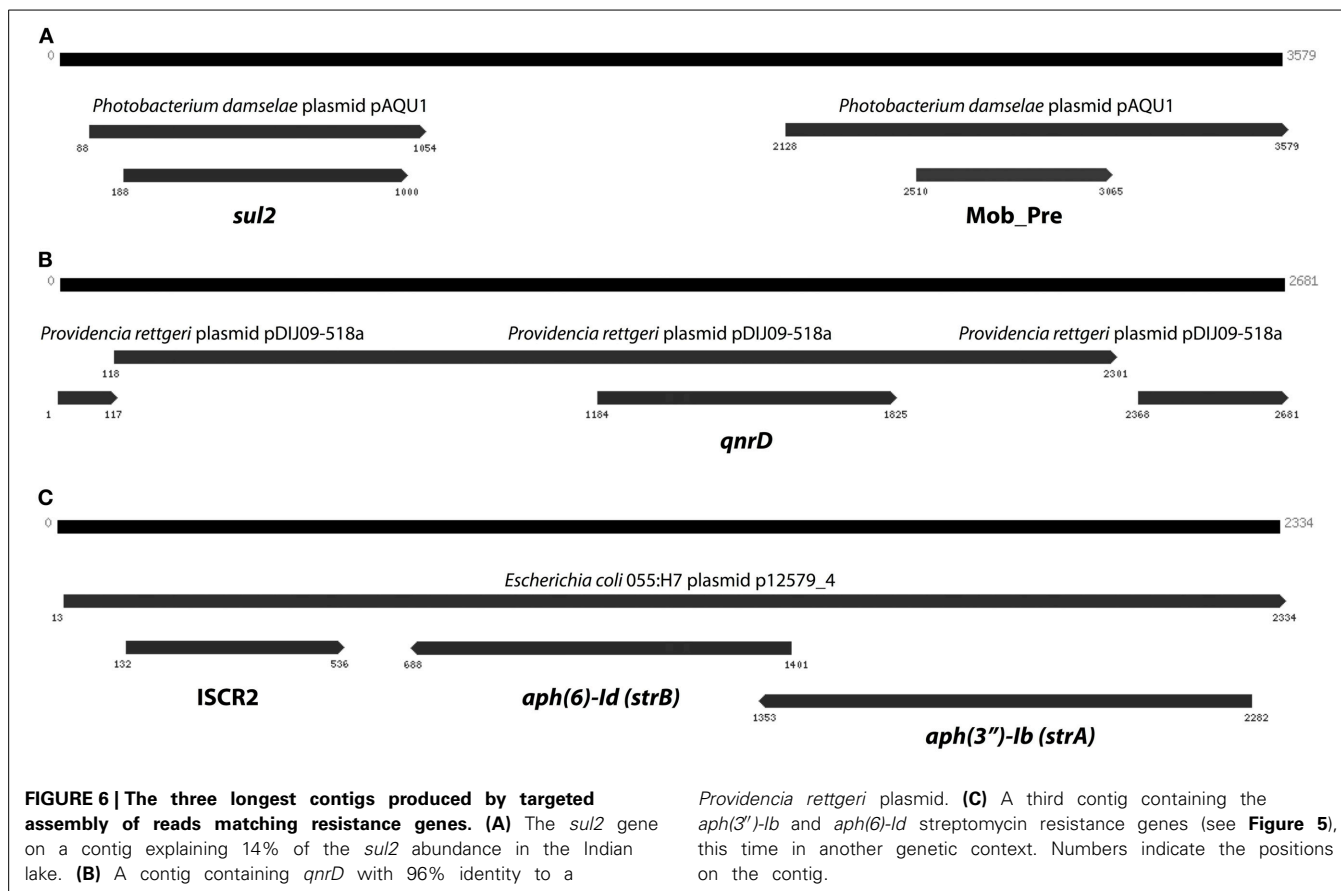 A
0 3579
Photobacterium damselae plasmid pAQU1 Photobacterium damselae plasmid pAQU1
88 1054 2128 3579
188 1000 2510 3065
sul2 Mob_Pre
B
0 2681
Providencia rettgeri plasmid pDIJ09-518a Providencia rettgeri plasmid pDIJ09-518a Providencia rettgeri plasmid pDIJ09-518a
118 2301
1 117 1184 1825 2368 2681
qnrD
C
0 2334
Escherichia coli 055:H7 plasmid p12579_4
13 2334
132 536 688 1401
ISCR2 aph(6)-Id (strB)
1353 2282
aph(3″)-Ib (strA)
FIGURE 6 | The three longest contigs produced by targeted
assembly of reads matching resistance genes. (A) The sul2 gene
on a contig explaining 14% of the sul2 abundance in the Indian
lake. (B) A contig containing qnrD with 96% identity to a
Providencia rettgeri plasmid. (C) A third contig containing the
aph(3″)-Ib and aph(6)-Id streptomycin resistance genes (see Figure 5),
this time in another genetic context. Numbers indicate the positions
on the contig.